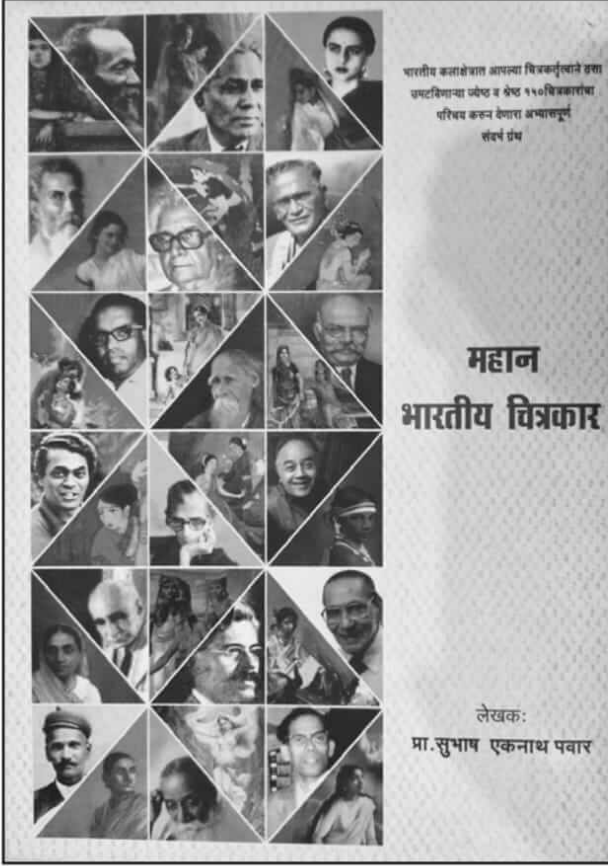 भारतीय कलाक्षेत्रात आपल्या चित्रकर्तृत्वाने ठसा
उमटविणाऱ्या ज्येष्ठ व श्रेष्ठ ११०चित्रकारांचा
परिचय करुन देणारा अभ्यासपूर्ण
संदर्भ ग्रंथ
महान
भारतीय चित्रकार
लेखक:
प्रा.सुभाष एकनाथ पवार